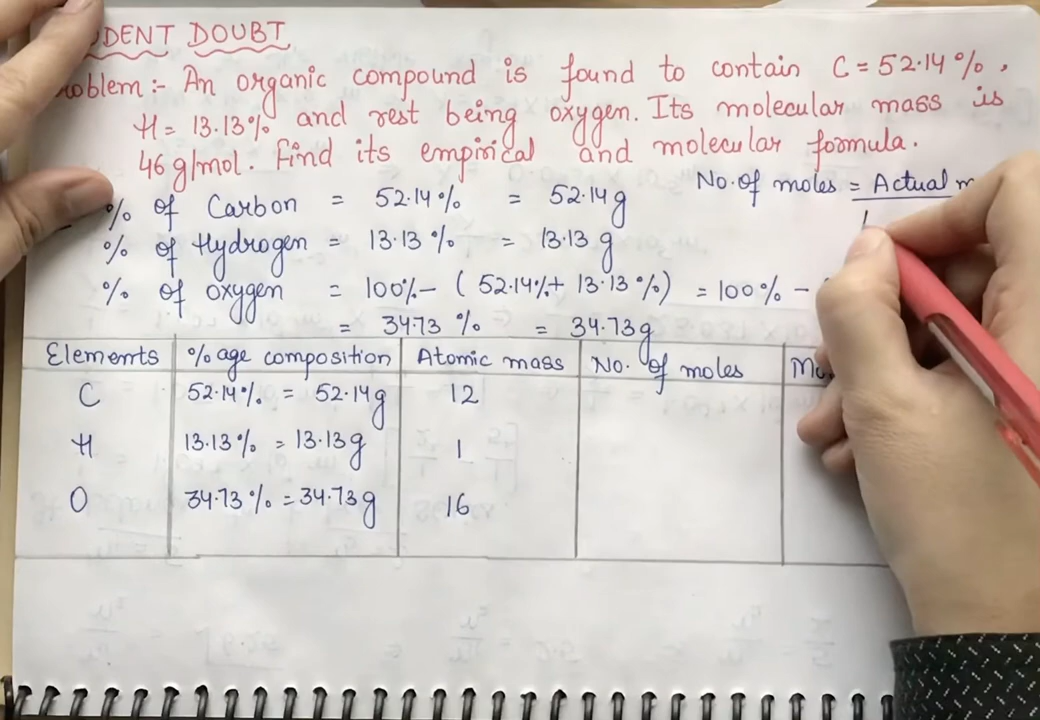 DENT DOUBT
oblem:- An organic compound is found to contain C = 52.14%,
H = 13.13% and rest being oxygen. Its molecular mass is
46 g/mol. Find its empirical and molecular formula.
No. of moles = Actual m
% of Carbon = 52.14% = 52.14g
% of Hydrogen = 13.13% = 13.13 g
% of oxygen = 100% - (52.14% + 13.13%) = 100% -
= 34.73 % = 34.73g
Elements % age composition Atomic mass No. of moles Mo
C 52.14% = 52.14g 12
H 13.13% = 13.13g 1
O 34.73% = 34.73g 16